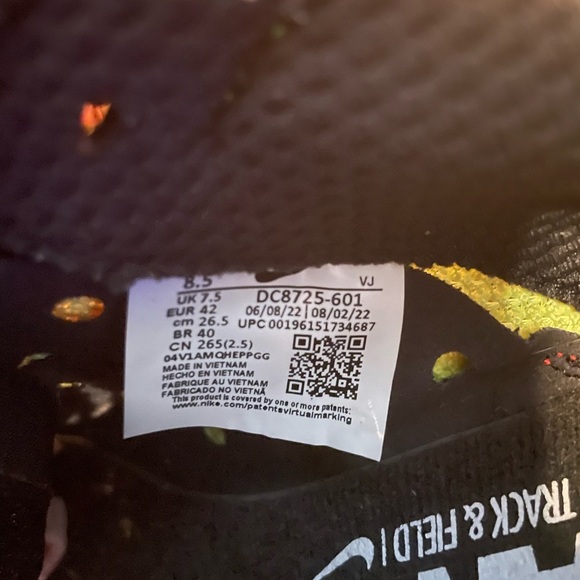 8.5 VJ
UK 7.5 DC8725-601
EUR 42 06/08/22 | 08/02/22
cm 26.5 UPC 00196151734687
BR 40
CN 265(2.5)
04V1AMQHEPPGG
MADE IN VIETNAM
HECHO EN VIETNAM
FABRIQUE AU VIETNAM
FABRICADO NO VIETNÃ
This product is covered by one or more patents:
www.nike.com/patentsvirtualmarking
TRACK & FIELD |